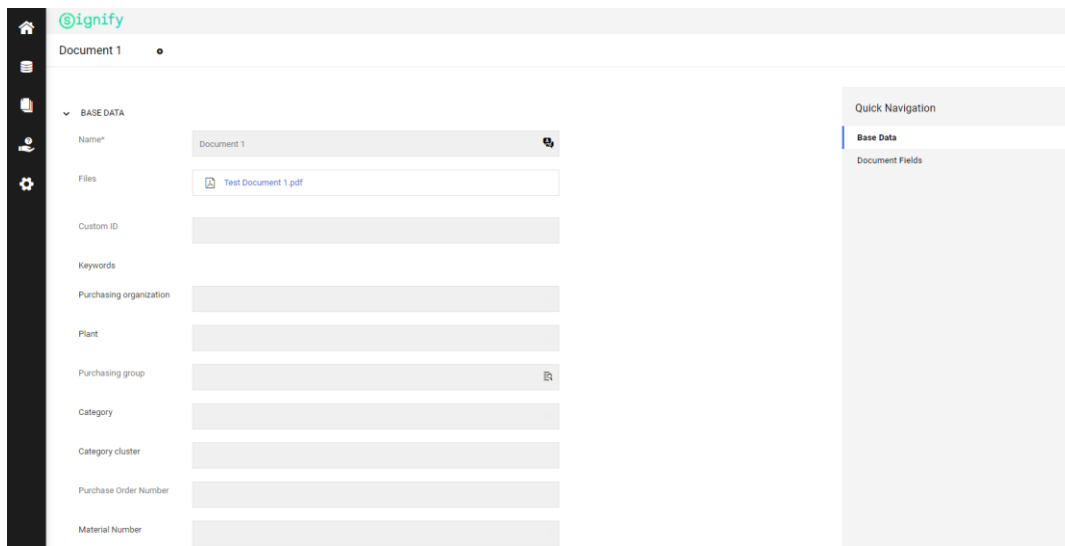 Signify
Document 1
BASE DATA
Name*
Document 1
Files
Test Document 1.pdf
Custom ID
Keywords
Purchasing organization
Plant
Purchasing group
Category
Category cluster
Purchase Order Number
Material Number
Quick Navigation
Base Data
Document Fields